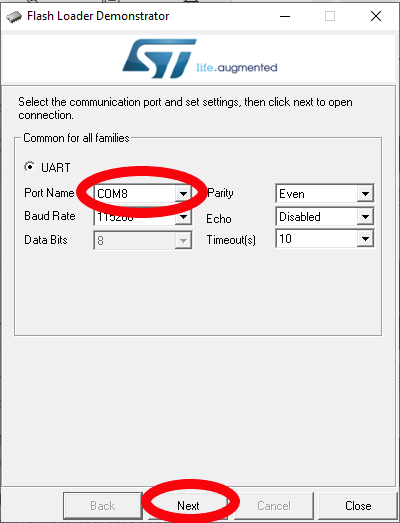 Flash Loader Demonstrator
life.augmented
Select the communication port and set settings, then click next to open
connection.
Common for all families
UART
Port Name COM8 Parity Even
Baud Rate 115200 Echo Disabled
Data Bits 8 Timeout(s) 10
Back Next Cancel Close